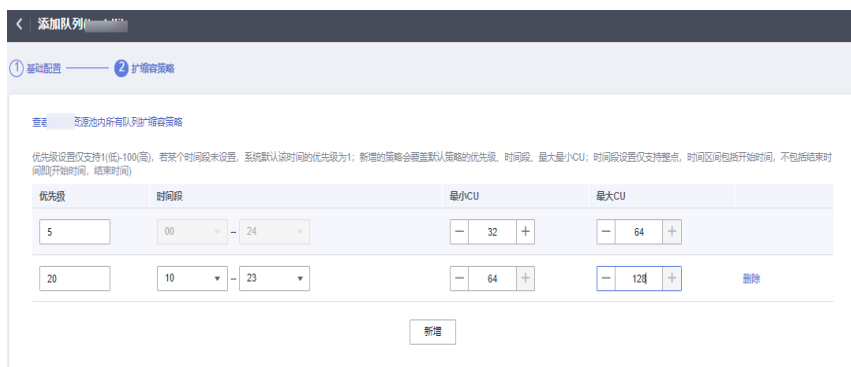 添加队列(
1 基础配置 2 扩缩容策略
查看 资源池内所有队列扩缩容策略
优先级设置仅支持1(低)-100(高)，若某个时间段未设置，系统默认该时间的优先级为1；新增的策略会覆盖默认策略的优先级、时间段、最大最小CU；时间段设置仅支持整点，时间区间包括开始时间，不包括结束时
间即[开始时间，结束时间)
优先级 时间段 最小CU 最大CU
5 00 -- 24 － 32 + － 64 +
20 10 -- 23 － 64 + － 128 + 删除
新增